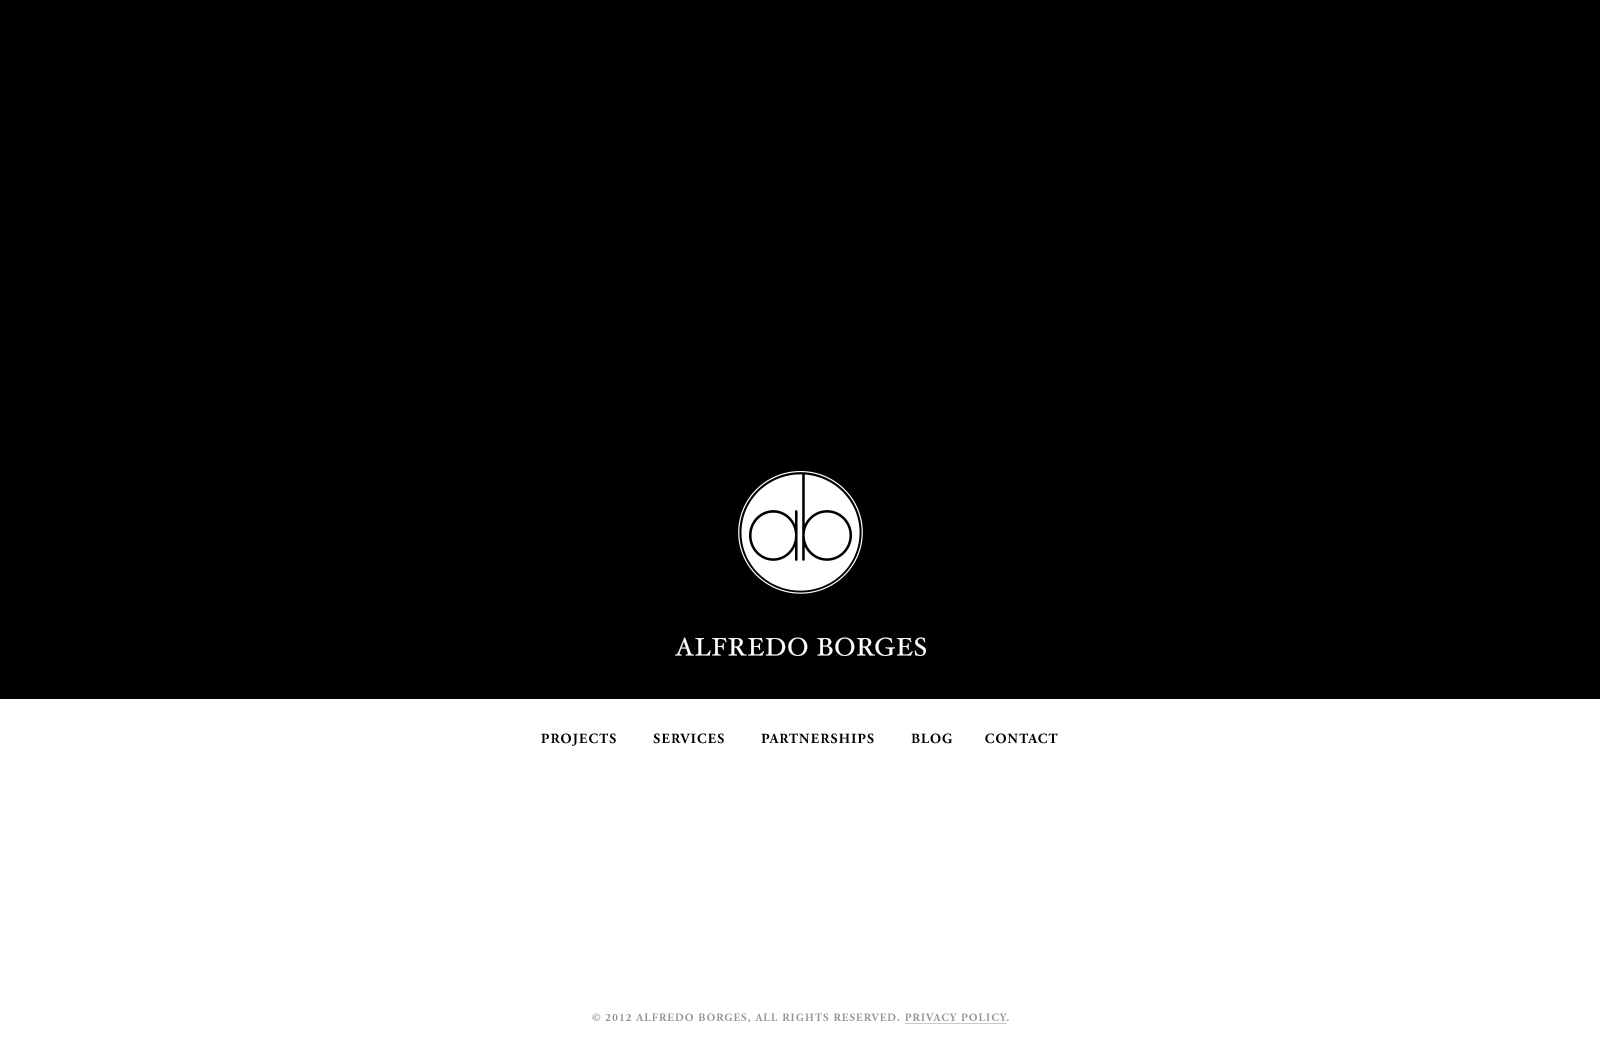 ab
ALFREDO BORGES
PROJECTS SERVICES PARTNERSHIPS BLOG CONTACT
© 2012 ALFREDO BORGES, ALL RIGHTS RESERVED. PRIVACY POLICY.